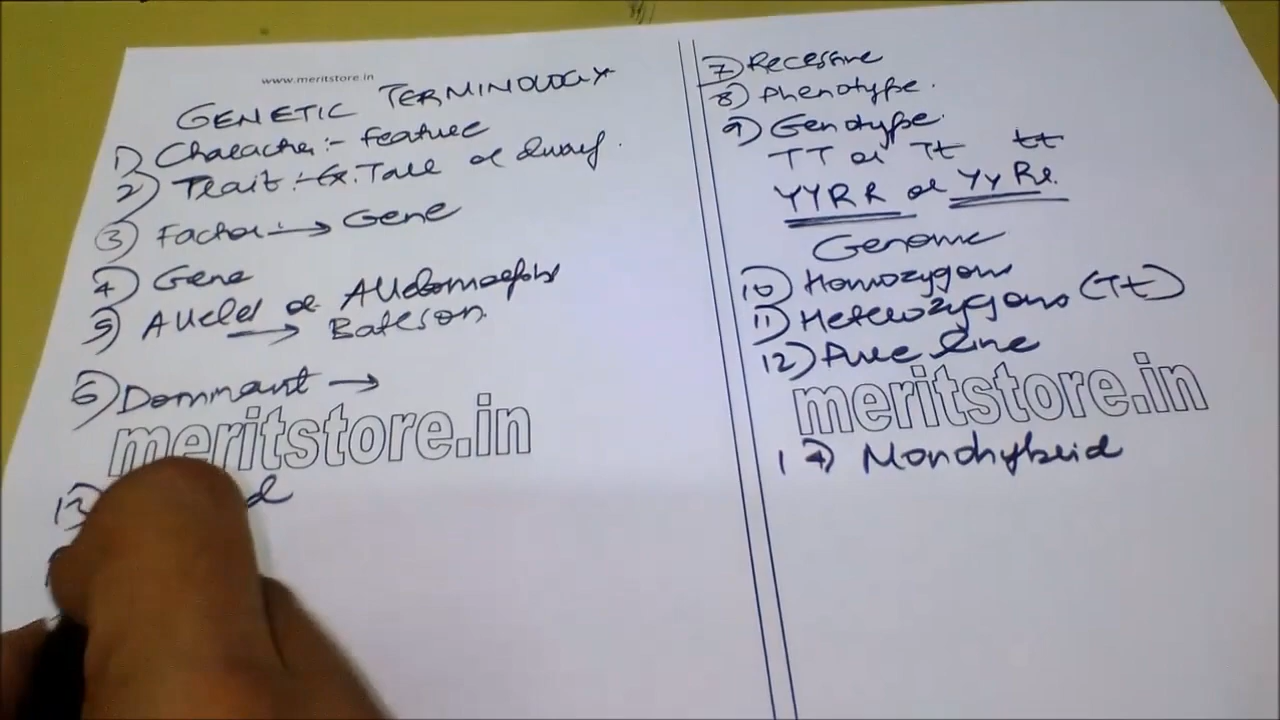 www.meritstore.in
GENETIC TERMINOLOGY
1) Character :- feature
2) Trait :- Ex. Tall or dwarf.
3) Factor :→ Gene
4) Gene
5) Alleles or Allelomorphs
→ Bateson.
6) Dominant →
meritstore.in
13)
7) Recessive
8) Phenotype.
9) Genotype.
TT or Tt tt
YYRR or YyRr.
Genome
10) Homozygous
11) Heterozygous (Tt)
12) Pure line
meritstore.in
14) Monohybrid